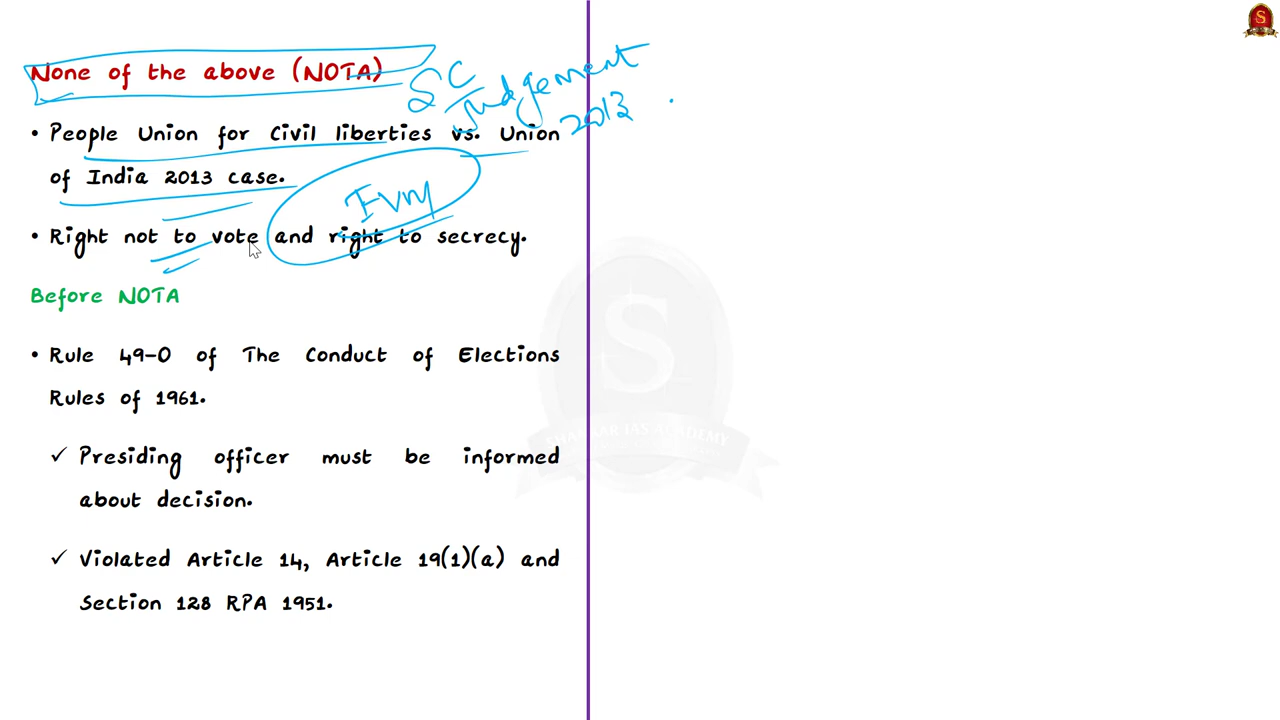 None of the above (NOTA)
SC Judgement
2013
• People Union for Civil liberties vs. Union
of India 2013 case.
EVM
• Right not to vote and right to secrecy.
Before NOTA
• Rule 49-O of The Conduct of Elections
Rules of 1961.
✓ Presiding officer must be informed
about decision.
✓ Violated Article 14, Article 19(1)(a) and
Section 128 RPA 1951.
S
SHANKAR IAS ACADEMY